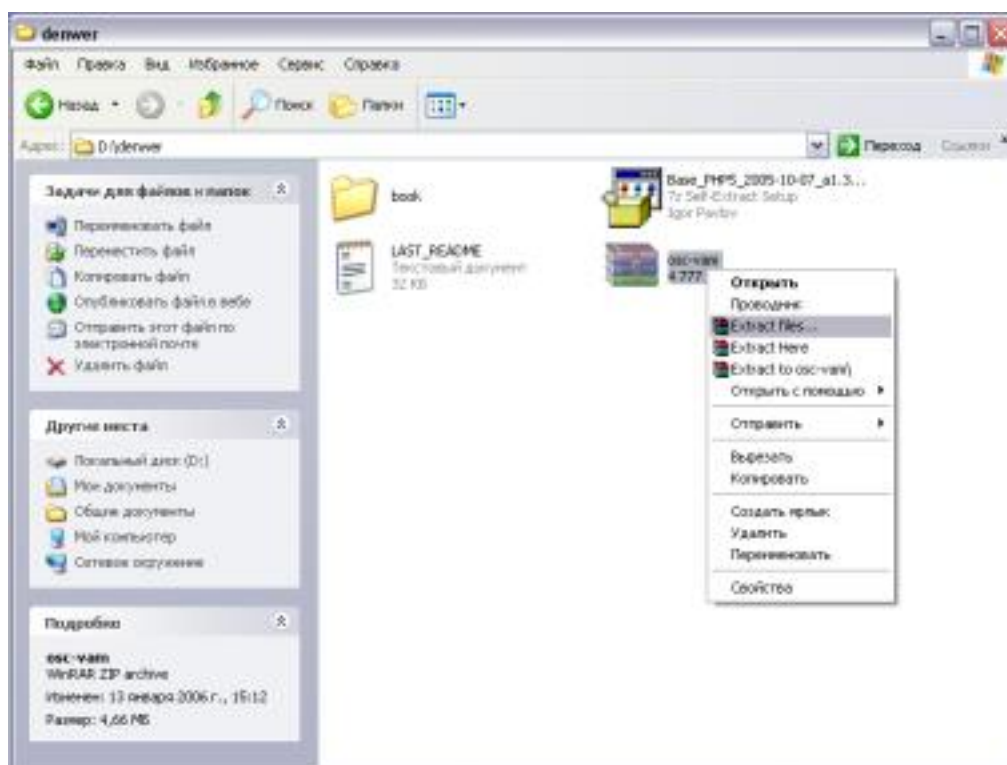 denwer
Файл Правка Вид Избранное Сервис Справка
Назад Поиск Папки
Адрес: D:\denwer Переход Ссылки
Задачи для файлов и папок
Переименовать файл
Переместить файл
Копировать файл
Опубликовать файл в вебе
Отправить этот файл по
электронной почте
Удалить файл
Другие места
Локальный диск (D:)
Мои документы
Общие документы
Мой компьютер
Сетевое окружение
Подробно
osc-vam
WinRAR ZIP archive
Изменен: 13 января 2006 г., 15:12
Размер: 4,66 МБ
book
Base_PHP5_2005-10-07_a1.3...
7z Self-Extract Setup
Igor Pavlov
LAST_README
Текстовый документ
32 КБ
osc-vam
4 777
Открыть
Проводник
Extract files...
Extract Here
Extract to osc-vam\
Открыть с помощью
Отправить
Вырезать
Копировать
Создать ярлык
Удалить
Переименовать
Свойства